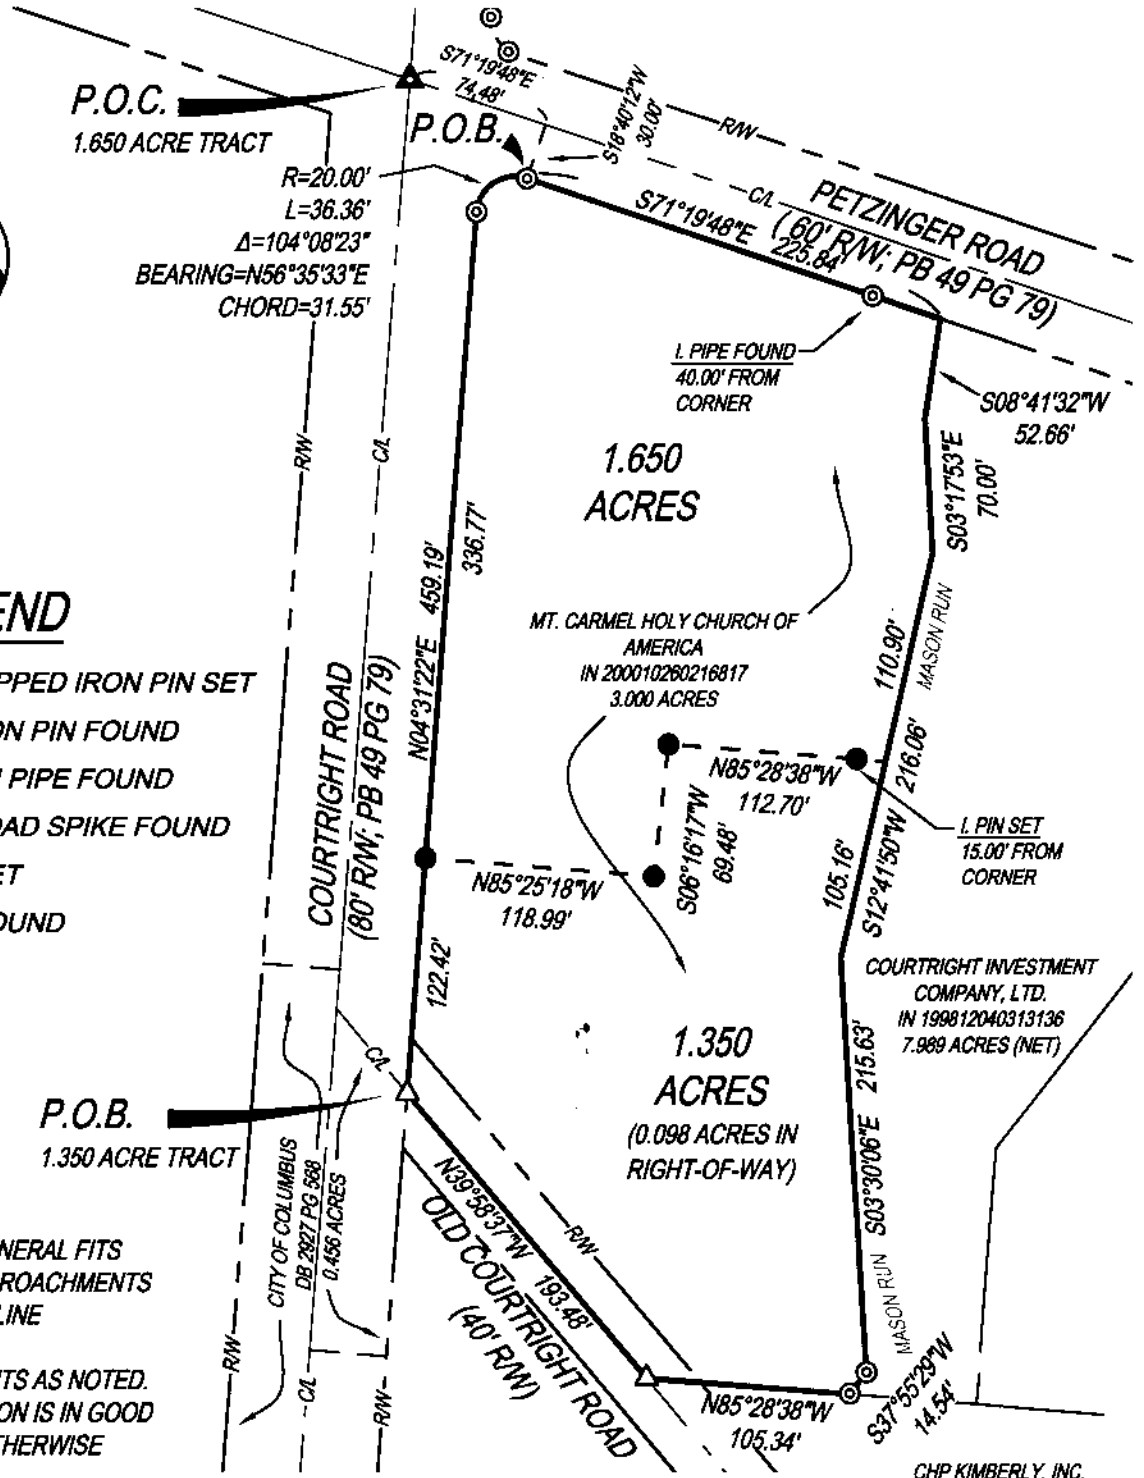 S71°19'48"E
74.48'
P.O.C.
1.650 ACRE TRACT
P.O.B.
S18°40'12"W
30.00'
R/W
C/L
PETZINGER ROAD
( 60' R/W; PB 49 PG 79)
S71°19'48"E
225.84'
R=20.00'
L=36.36'
Δ=104°08'23"
BEARING=N56°35'33"E
CHORD=31.55'
I. PIPE FOUND
40.00' FROM
CORNER
S08°41'32"W
52.66'
1.650
ACRES
R/W
C/L
S03°17'53"E
70.00'
N04°31'22"E 459.19'
336.77'
END
PPED IRON PIN SET
ON PIN FOUND
PIPE FOUND
OAD SPIKE FOUND
ET
OUND
MT. CARMEL HOLY CHURCH OF
AMERICA
IN 200010260216817
3.000 ACRES
110.90'
MASON RUN
COURTRIGHT ROAD
(80' R/W; PB 49 PG 79)
N85°28'38"W
112.70'
S06°16'17"W
69.48'
S12°41'50"W 216.06'
105.16'
I. PIN SET
15.00' FROM
CORNER
N85°25'18"W
118.99'
122.42'
COURTRIGHT INVESTMENT
COMPANY, LTD.
IN 199812040313136
7.989 ACRES (NET)
1.350
ACRES
(0.098 ACRES IN
RIGHT-OF-WAY)
C/L
P.O.B.
1.350 ACRE TRACT
S03°30'06"E 215.63'
MASON RUN
CITY OF COLUMBUS
DB 2927 PG 568
0.456 ACRES
N39°58'37"W 193.48'
R/W
OLD COURTRIGHT ROAD
(40' R/W)
NERAL FITS
ROACHMENTS
LINE
TS AS NOTED.
ON IS IN GOOD
THERWISE
R/W
C/L
R/W
N85°28'38"W
105.34'
S37°55'29"W
14.54'
CHP KIMBERLY, INC.